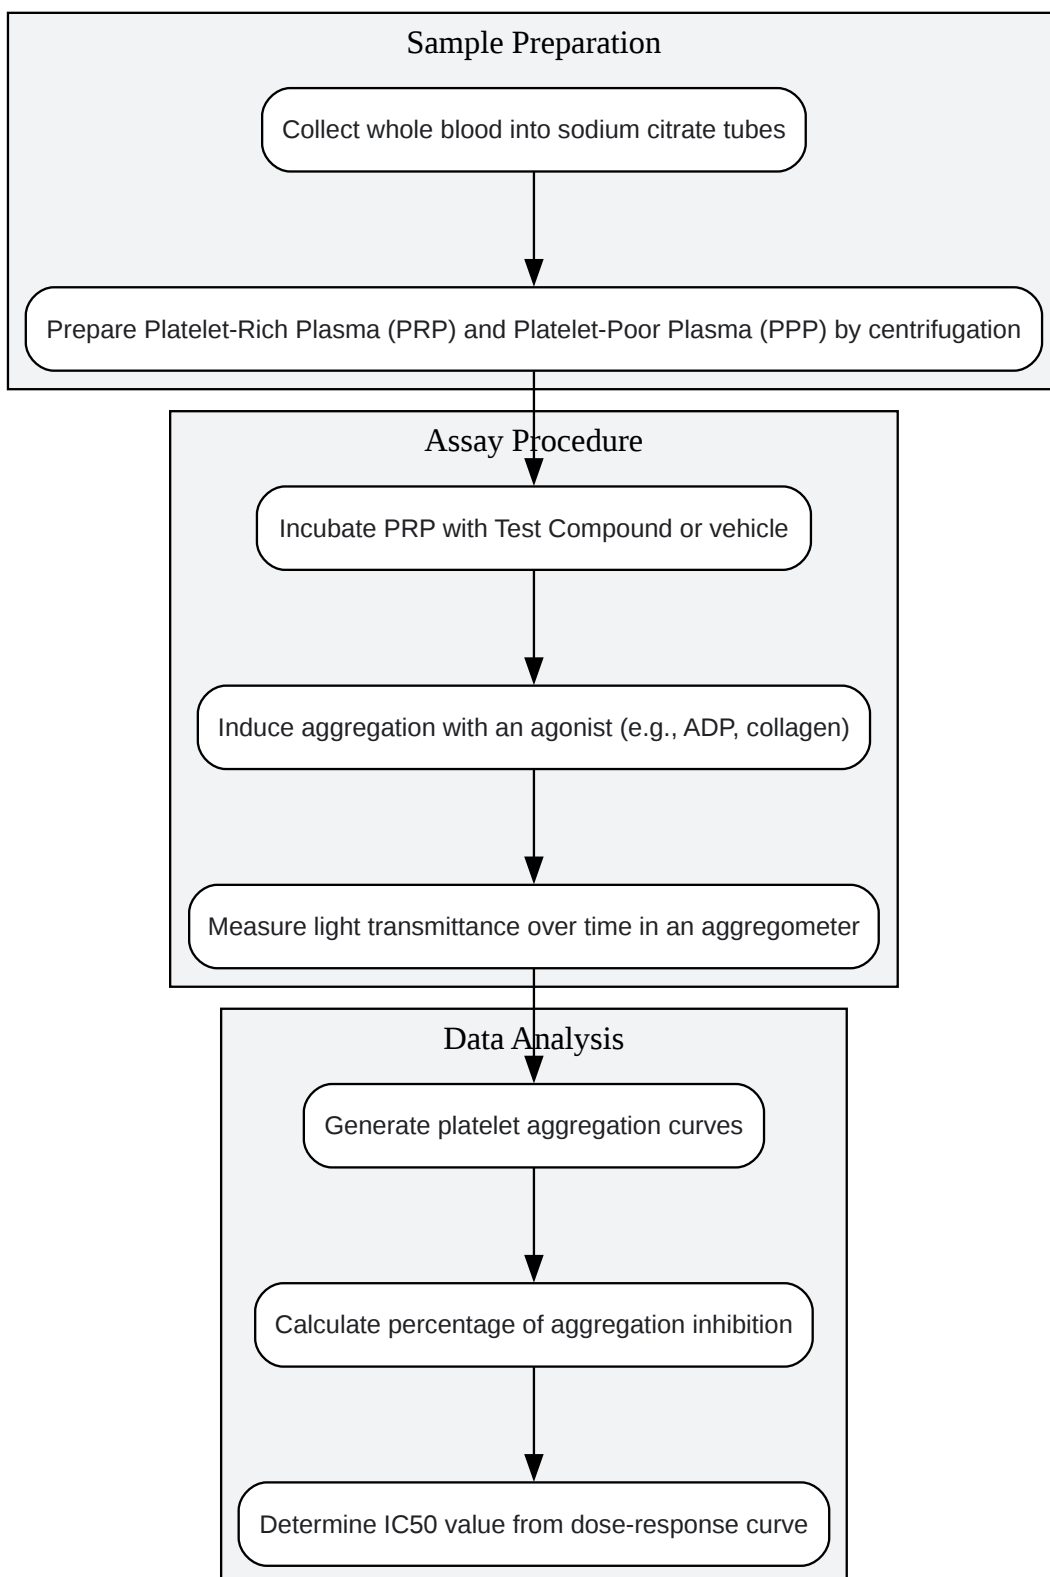 Sample Preparation
Collect whole blood into sodium citrate tubes
Prepare Platelet-Rich Plasma (PRP) and Platelet-Poor Plasma (PPP) by centrifugation
Assay Procedure
Incubate PRP with Test Compound or vehicle
Induce aggregation with an agonist (e.g., ADP, collagen)
Measure light transmittance over time in an aggregometer
Data Analysis
Generate platelet aggregation curves
Calculate percentage of aggregation inhibition
Determine IC50 value from dose-response curve